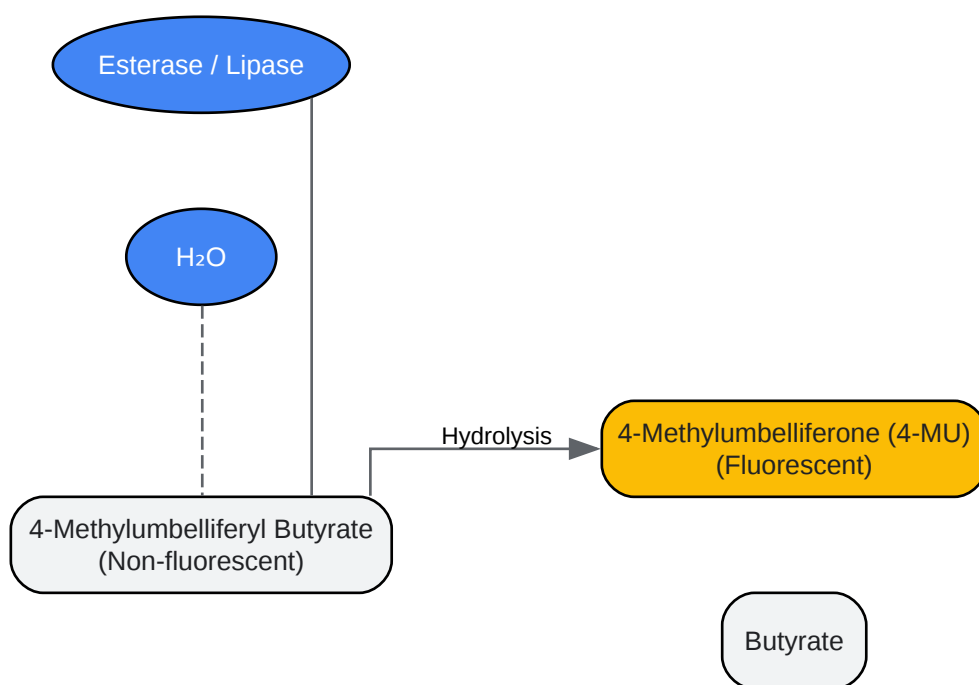 Esterase / Lipase
H₂O
Hydrolysis
4-Methylumbelliferone (4-MU)
(Fluorescent)
4-Methylumbelliferyl Butyrate
(Non-fluorescent)
Butyrate